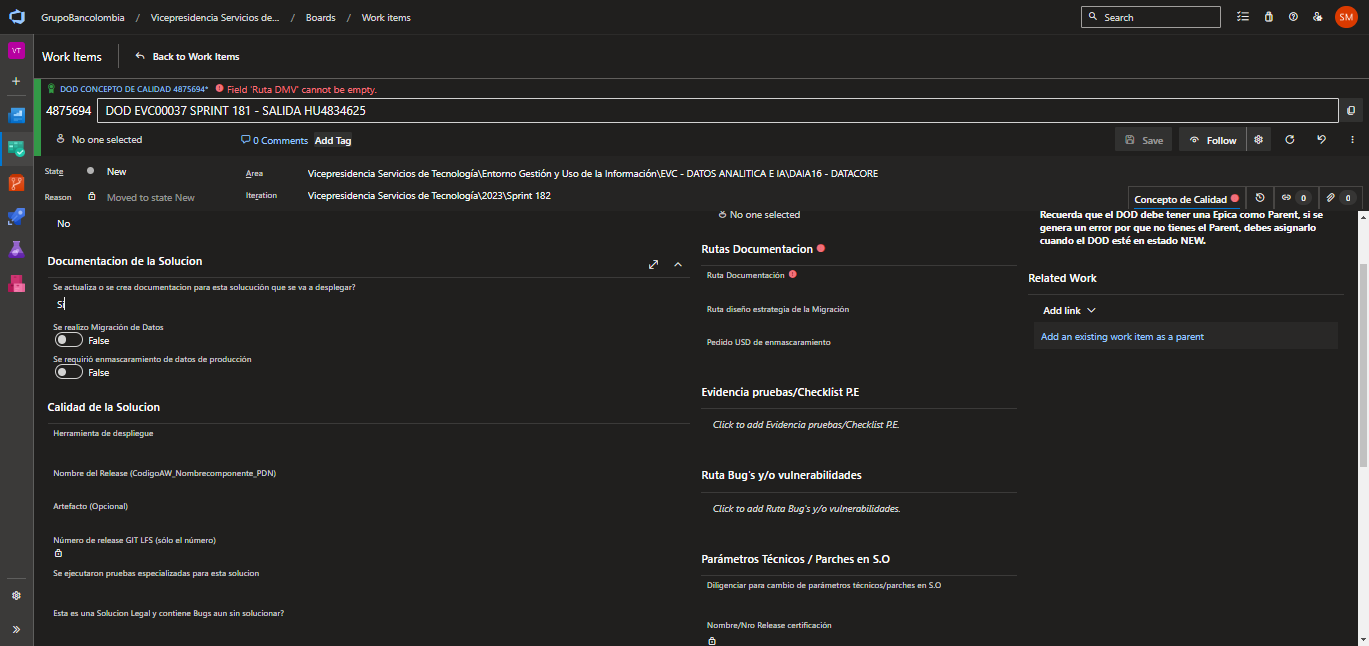 GrupoBancolombia / Vicepresidencia Servicios de... / Boards / Work items
Search
SM
VT
Work Items
Back to Work Items
DOD CONCEPTO DE CALIDAD 4875694* Field 'Ruta DMV' cannot be empty.
4875694 DOD EVC00037 SPRINT 181 - SALIDA HU4834625
No one selected
0 Comments
Add Tag
Save
Follow
State New
Area Vicepresidencia Servicios de Tecnología\Entorno Gestión y Uso de la Información\EVC - DATOS ANALITICA E IA\DAIA16 - DATACORE
Reason Moved to state New
Iteration Vicepresidencia Servicios de Tecnología\2023\Sprint 182
Concepto de Calidad
0
0
No
Documentacion de la Solucion
Se actualiza o se crea documentacion para esta solucución que se va a desplegar?
Si
Se realizo Migración de Datos
False
Se requirió enmascaramiento de datos de producción
False
Calidad de la Solucion
Herramienta de despliegue
Nombre del Release (CodigoAW_Nombrecomponente_PDN)
Artefacto (Opcional)
Número de release GIT LFS (sólo el número)
Se ejecutaron pruebas especializadas para esta solucion
Esta es una Solucion Legal y contiene Bugs aun sin solucionar?
No one selected
Rutas Documentacion
Ruta Documentación
Ruta diseño estrategia de la Migración
Pedido USD de enmascaramiento
Evidencia pruebas/Checklist P.E
Click to add Evidencia pruebas/Checklist P.E.
Ruta Bug's y/o vulnerabilidades
Click to add Ruta Bug's y/o vulnerabilidades.
Parámetros Técnicos / Parches en S.O
Diligenciar para cambio de parámetros técnicos/parches en S.O
Nombre/Nro Release certificación
Recuerda que el DOD debe tener una Epica como Parent, si se
genera un error por que no tienes el Parent, debes asignarlo
cuando el DOD esté en estado NEW.
Related Work
Add link
Add an existing work item as a parent